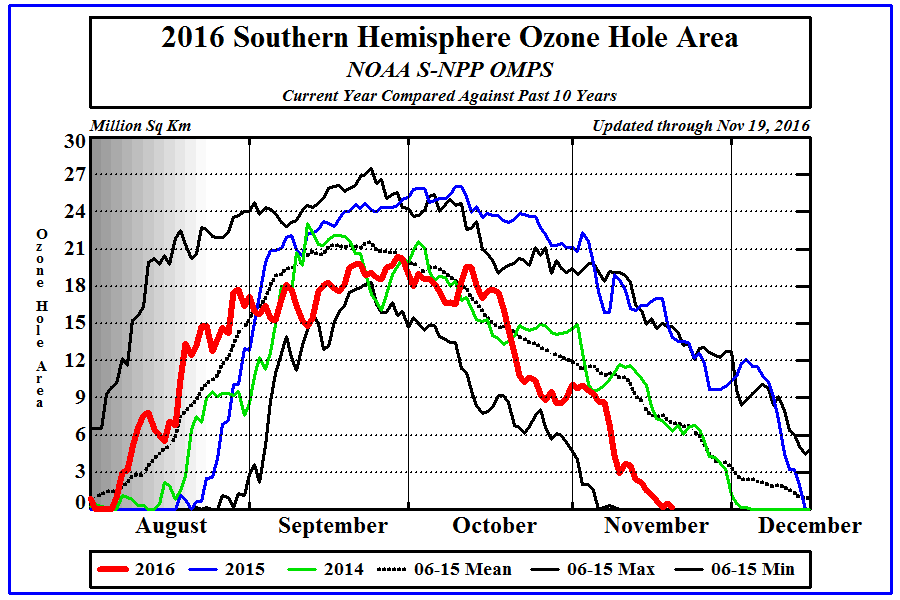 2016 Southern Hemisphere Ozone Hole Area
NOAA S-NPP OMPS
Current Year Compared Against Past 10 Years
Million Sq Km
Updated through Nov 19, 2016
30
27
24
21
18
15
12
9
6
3
0
Ozone Hole Area
August September October November December
2016 2015 2014 06-15 Mean 06-15 Max 06-15 Min